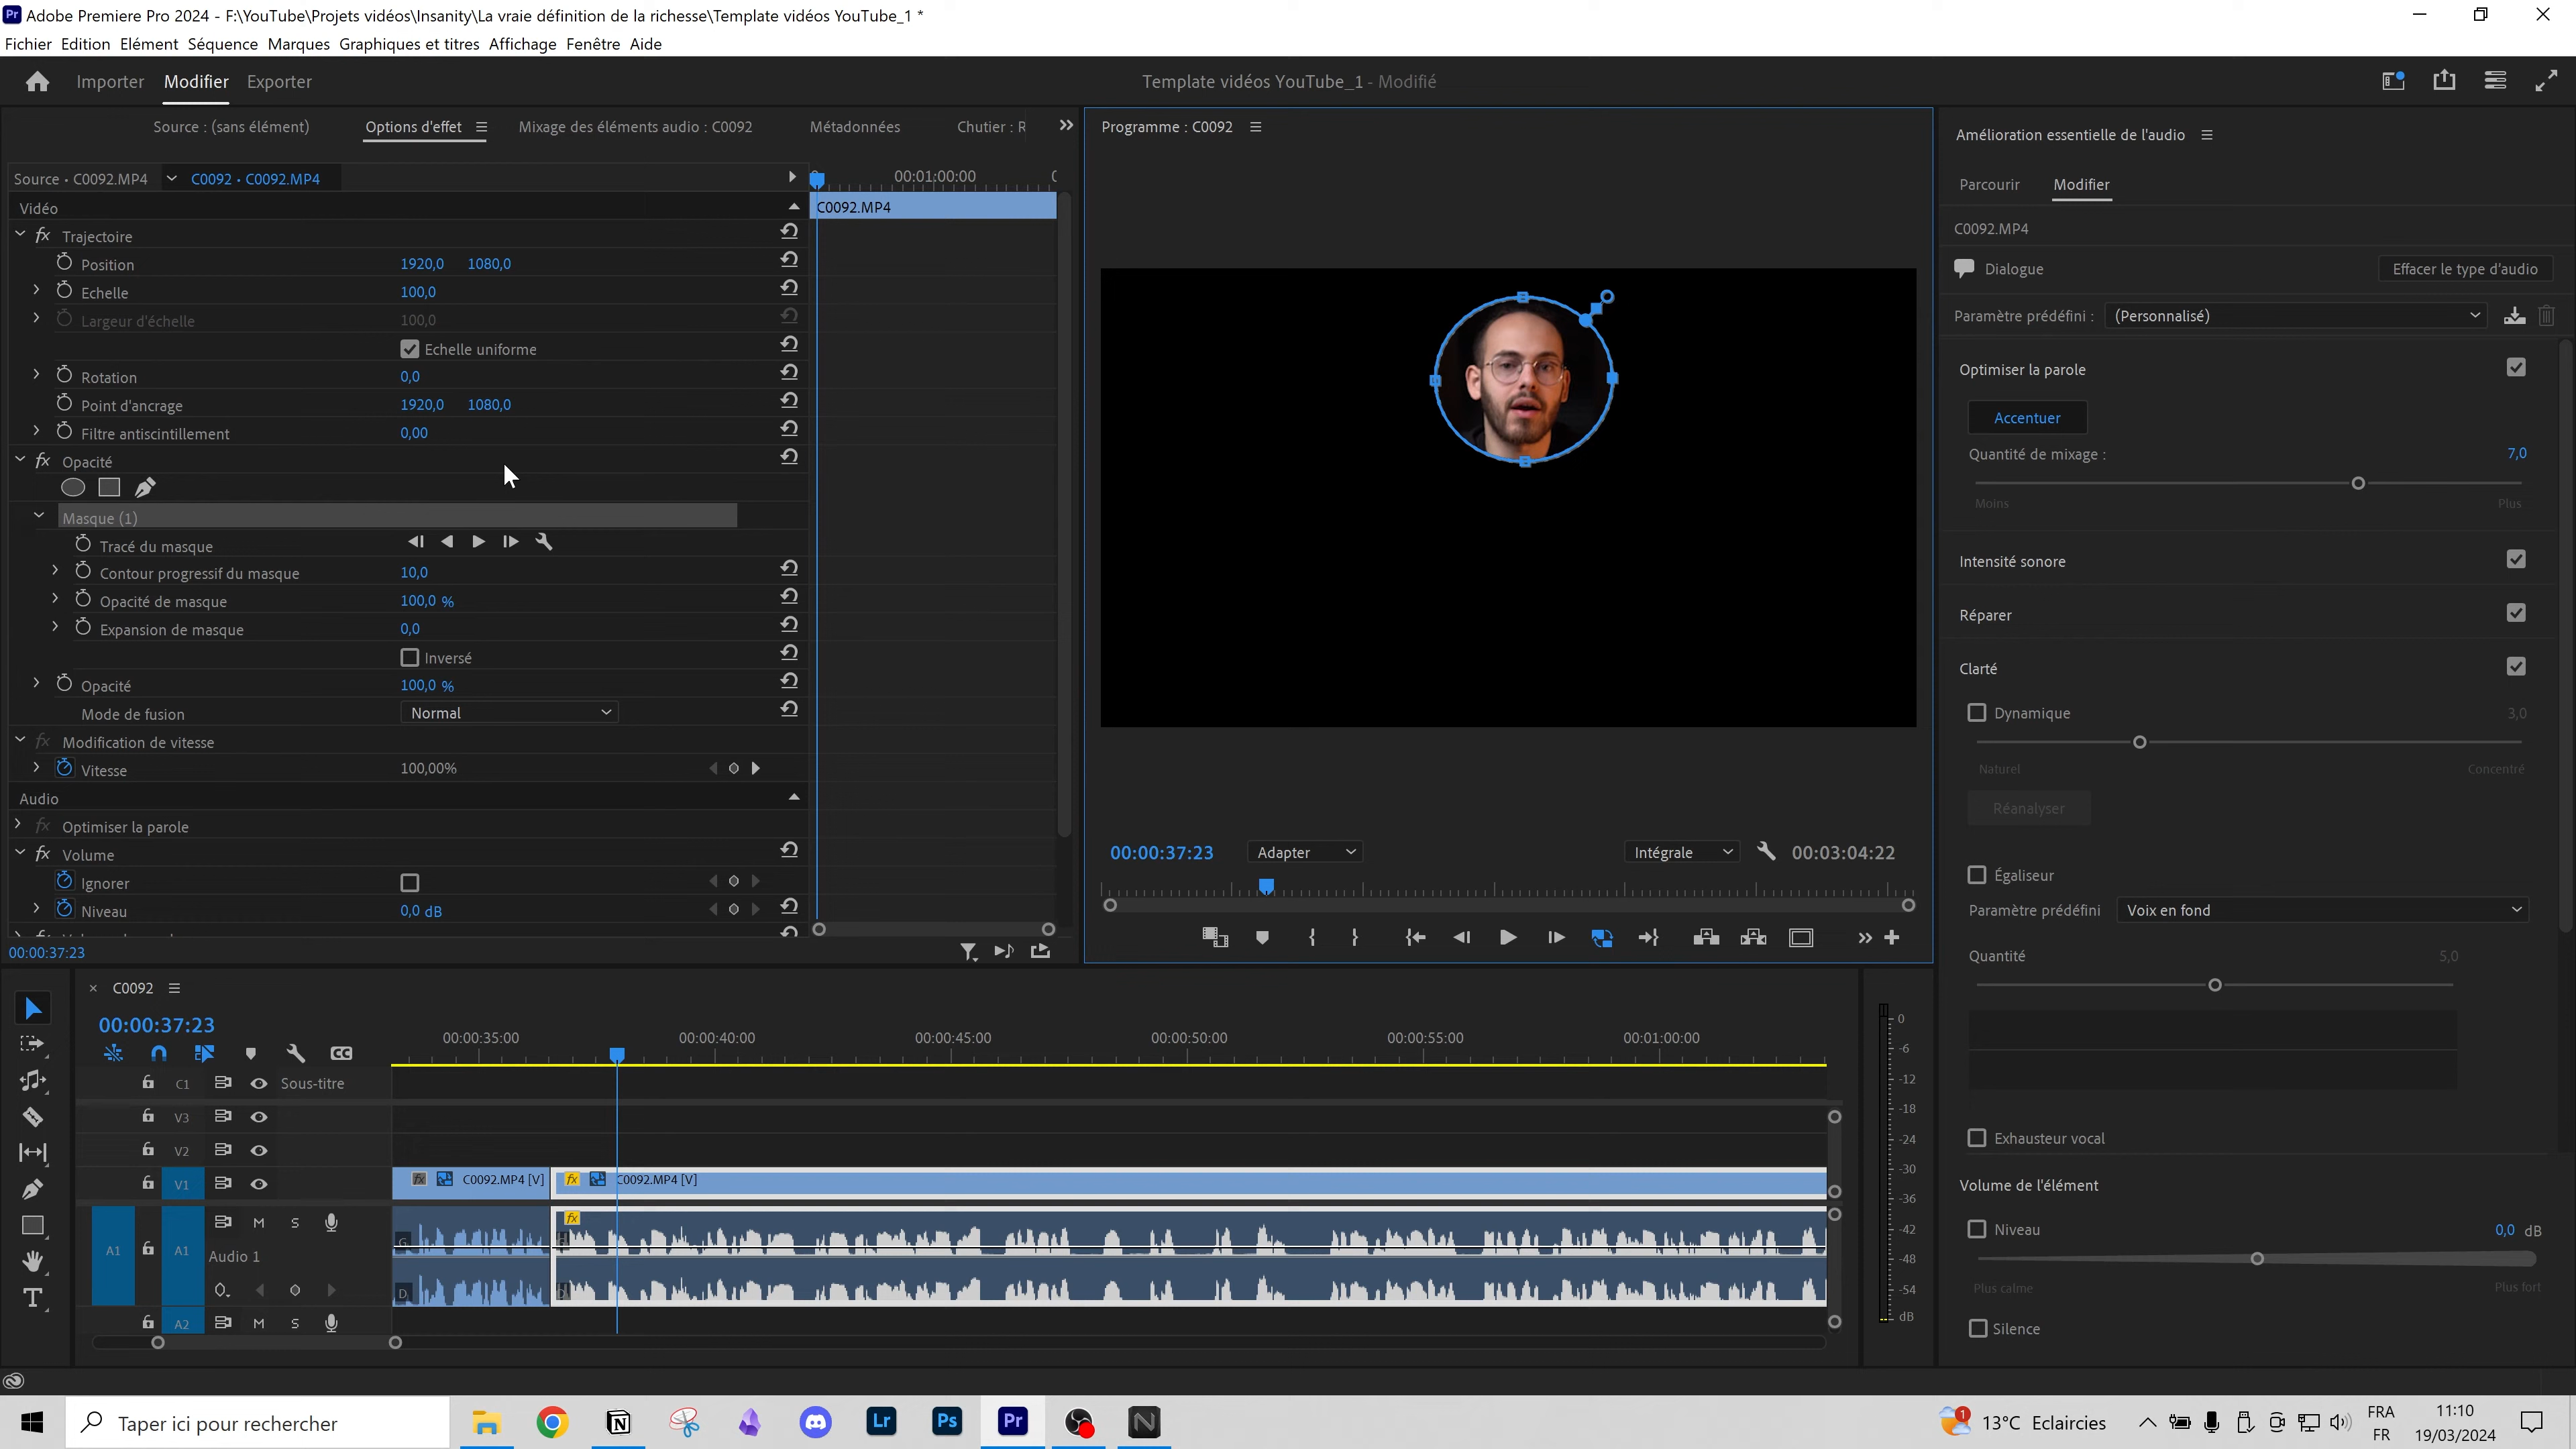 Adobe Premiere Pro 2024 - F:\YouTube\Projets vidéos\Insanity\La vraie définition de la richesse\Template vidéos YouTube_1 *
Fichier Edition Elément Séquence Marques Graphiques et titres Affichage Fenêtre Aide
Importer Modifier Exporter
Template vidéos YouTube_1 - Modifié
Source : (sans élément) Options d'effet Mixage des éléments audio : C0092 Métadonnées Chutier : R
Source • C0092.MP4 C0092 • C0092.MP4
00:01:00:00
Vidéo
C0092.MP4
fx Trajectoire
Position 1920,0 1080,0
Echelle 100,0
Largeur d'échelle 100,0
Echelle uniforme
Rotation 0,0
Point d'ancrage 1920,0 1080,0
Filtre antiscintillement 0,00
fx Opacité
Masque (1)
Tracé du masque
Contour progressif du masque 10,0
Opacité de masque 100,0 %
Expansion de masque 0,0
Inversé
Opacité 100,0 %
Mode de fusion Normal
fx Modification de vitesse
Vitesse 100,00%
Audio
fx Optimiser la parole
fx Volume
Ignorer
Niveau 0,0 dB
00:00:37:23
Programme : C0092
00:00:37:23 Adapter Intégrale 00:03:04:22
Amélioration essentielle de l'audio
Parcourir Modifier
C0092.MP4
Dialogue Effacer le type d'audio
Paramètre prédéfini : (Personnalisé)
Optimiser la parole
Accentuer
Quantité de mixage : 7,0
Moins Plus
Intensité sonore
Réparer
Clarté
Dynamique 3,0
Naturel Concentré
Réanalyser
Égaliseur
Paramètre prédéfini Voix en fond
Quantité 5,0
Exhausteur vocal
Volume de l'élément
Niveau 0,0 dB
Plus calme Plus fort
Silence
× C0092
00:00:37:23
00:00:35:00 00:00:40:00 00:00:45:00 00:00:50:00 00:00:55:00 00:01:00:00
CC
C1 Sous-titre
V3
V2
V1 fx C0092.MP4 [V] fx C0092.MP4 [V]
M S fx
A1 A1 Audio 1
G
D
A2 M S
0
-6
-12
-18
-24
-30
-36
-42
-48
-54
dB
Taper ici pour rechercher
Lr Ps Pr
1
13°C Eclaircies
FRA
FR
11:10
19/03/2024